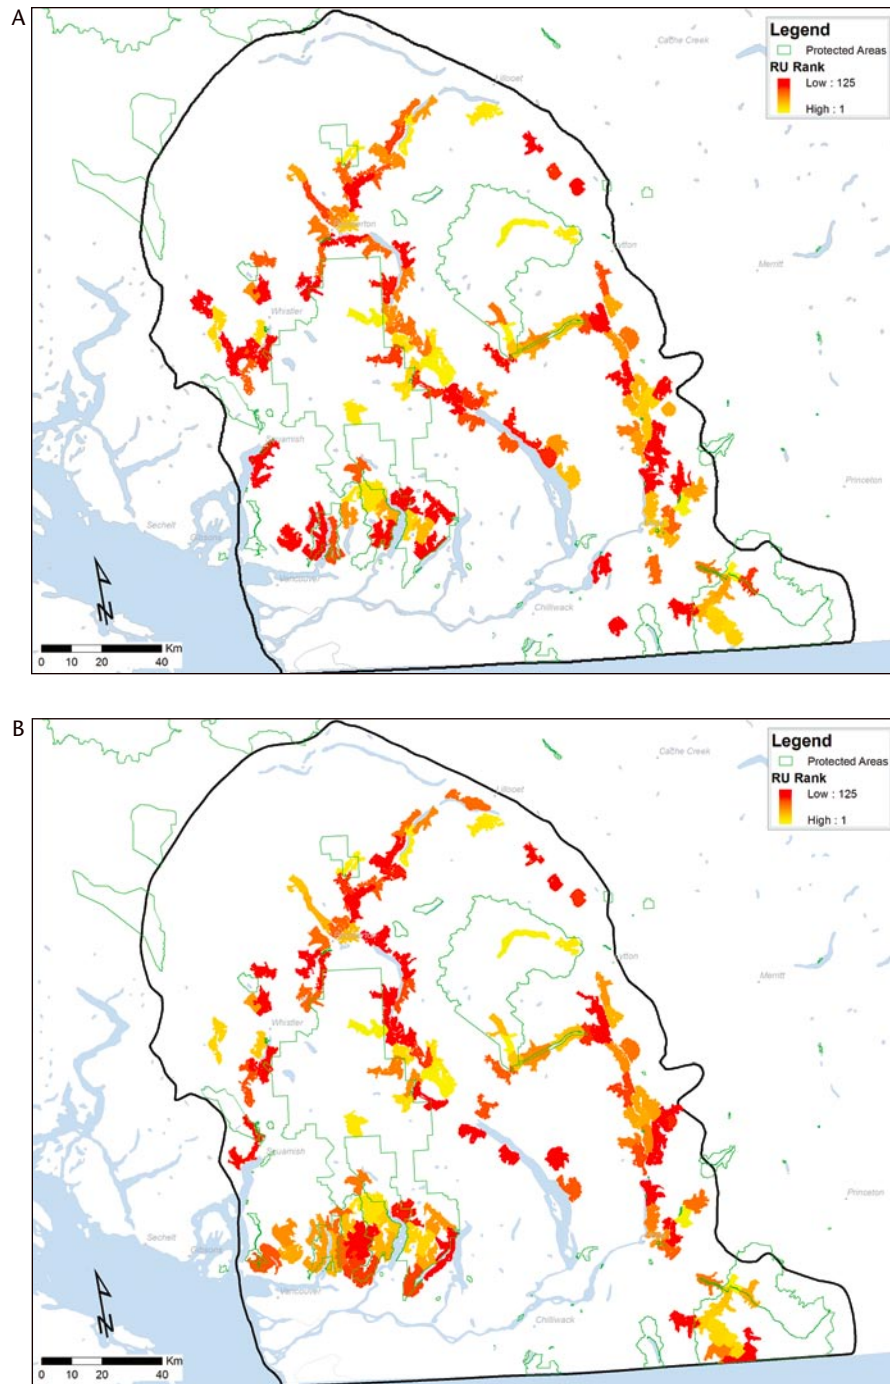 A
Legend
Protected Areas
RU Rank
Low : 125
High : 1
Cache Creek
Lillooet
Lytton
Merritt
Whistler
Squamish
Princeton
Sechelt
Gibsons
Vancouver
Chilliwack
N
Km
0 10 20 40 60
B
Legend
Protected Areas
RU Rank
Low : 125
High : 1
Cache Creek
Lillooet
Lytton
Merritt
Whistler
Squamish
Princeton
Sechelt
Gibsons
Vancouver
Chilliwack
N
Km
0 10 20 40 60